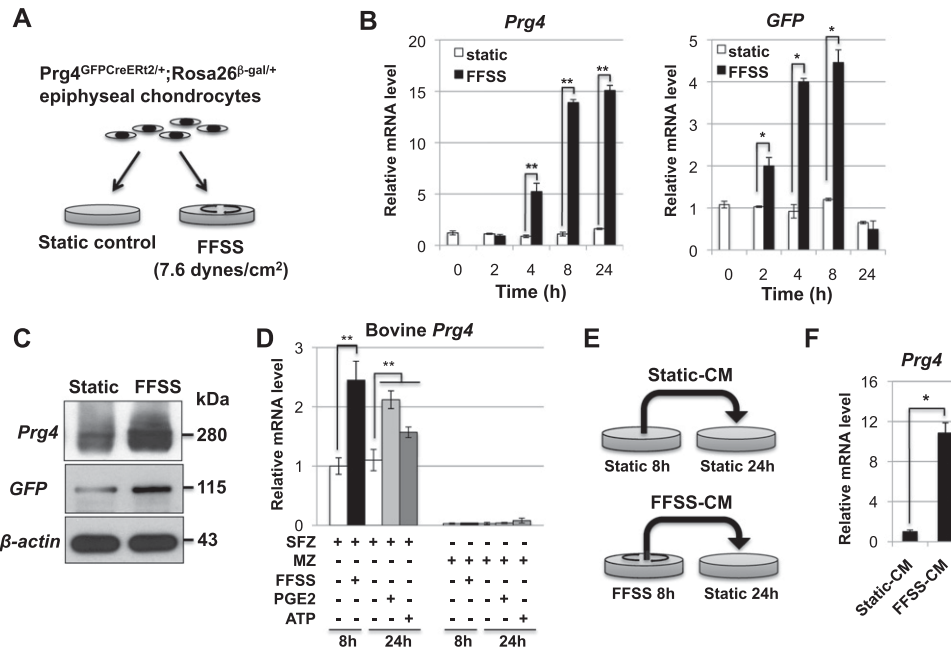 A
Prg4GFPCreERt2/+;Rosa26β-gal/+
epiphyseal chondrocytes
Static control
FFSS
(7.6 dynes/cm2)
B
Prg4
static
FFSS
Relative mRNA level
20
15
10
5
0
** ** **
0 2 4 8 24
Time (h)
GFP
static
FFSS
Relative mRNA level
5
4
3
2
1
0
* * *
0 2 4 8 24
Time (h)
C
Static FFSS
kDa
Prg4 280
GFP 115
β-actin 43
D
Bovine Prg4
Relative mRNA level
3
2
1
0
** **
SFZ + + + + +
MZ + + + + +
FFSS - + - - - - + - - -
PGE2 - - - + - - - - + -
ATP - - - - + - - - - +
8h 24h 8h 24h
E
Static-CM
Static 8h Static 24h
FFSS-CM
FFSS 8h Static 24h
F
Prg4
Relative mRNA level
16
12
8
4
0
*
Static-CM
FFSS-CM